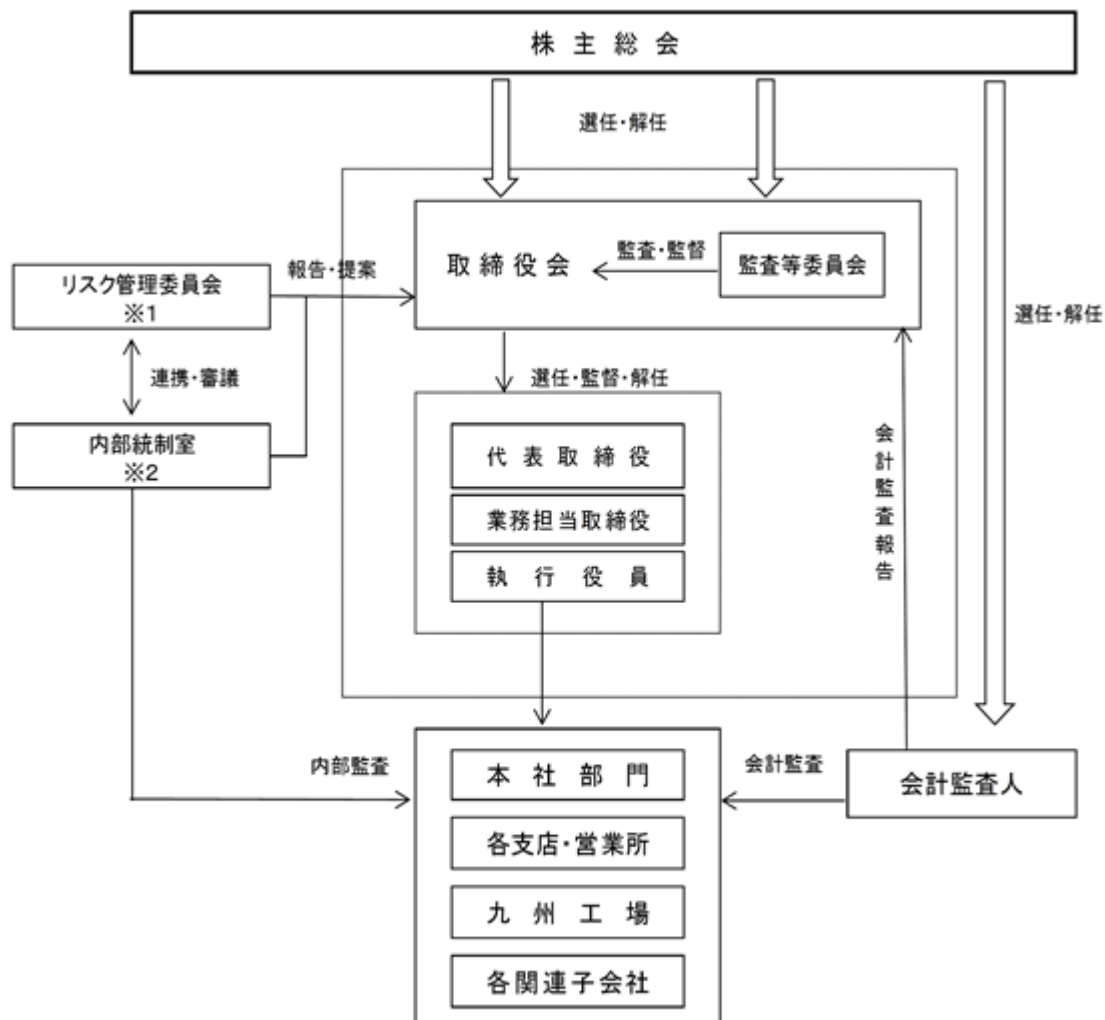 株主総会
選任・解任
取締役会
監査・監督
監査等委員会
リスク管理委員会
※1
報告・提案
選任・解任
連携・審議
選任・監督・解任
内部統制室
※2
代表取締役
業務担当取締役
執行役員
会計監査報告
内部監査
本社部門
会計監査
会計監査人
各支店・営業所
九州工場
各関連子会社